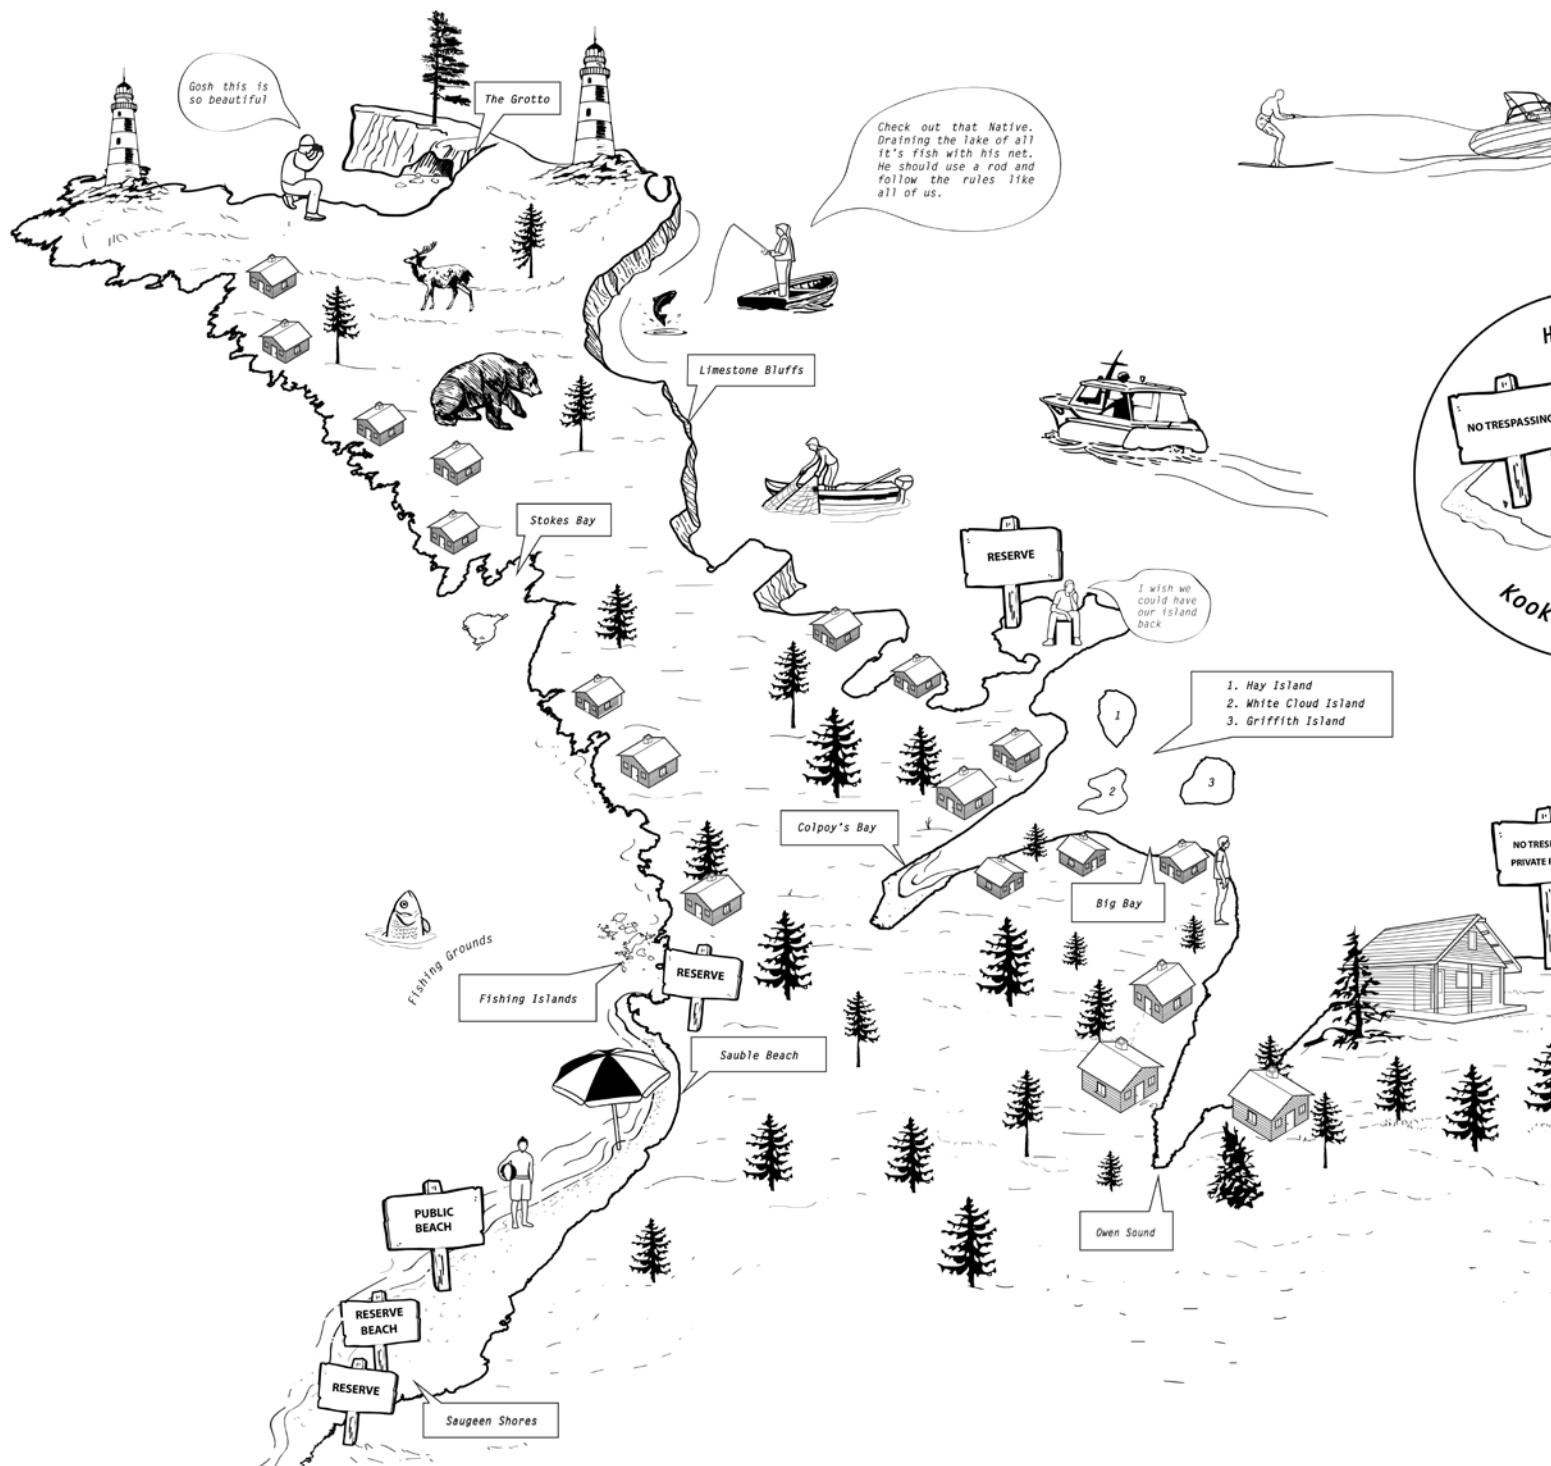 Gosh this is
so beautiful
The Grotto
Check out that Native.
Draining the lake of all
it's fish with his net.
He should use a rod and
follow the rules like
all of us.
Limestone Bluffs
NO TRESPASSING
Stokes Bay
RESERVE
I wish we
could have
our island
back
1. Hay Island
2. White Cloud Island
3. Griffith Island
1
2
3
Colpoy's Bay
NO
PRIVATE
Big Bay
Fishing Grounds
RESERVE
Fishing Islands
Sauble Beach
PUBLIC
BEACH
Owen Sound
RESERVE
BEACH
RESERVE
Saugeen Shores